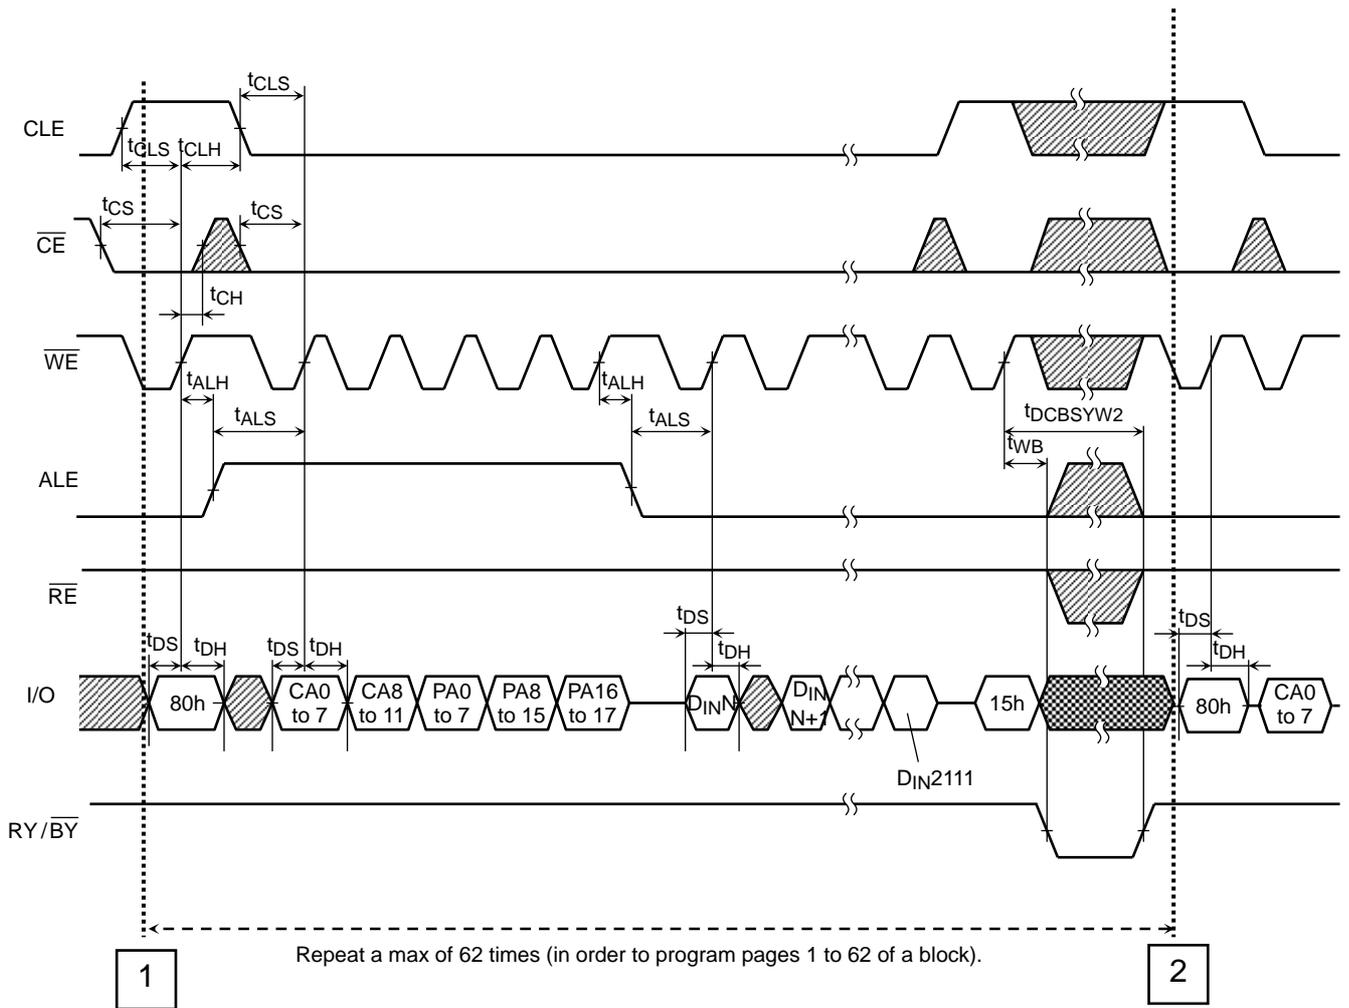 tCLS
CLE
tCLS tCLH
tCS tCS
CE
tCH
WE
tALH tALH
tALS tALS tDCBSYW2
tWB
ALE
RE
tDS tDH tDS tDH tDS tDH tDS tDH
I/O
80h
CA0 to 7
CA8 to 11
PA0 to 7
PA8 to 15
PA16 to 17
DINN
DIN N+1
15h
80h
CA0 to 7
DIN2111
RY/BY
Repeat a max of 62 times (in order to program pages 1 to 62 of a block).
1
2